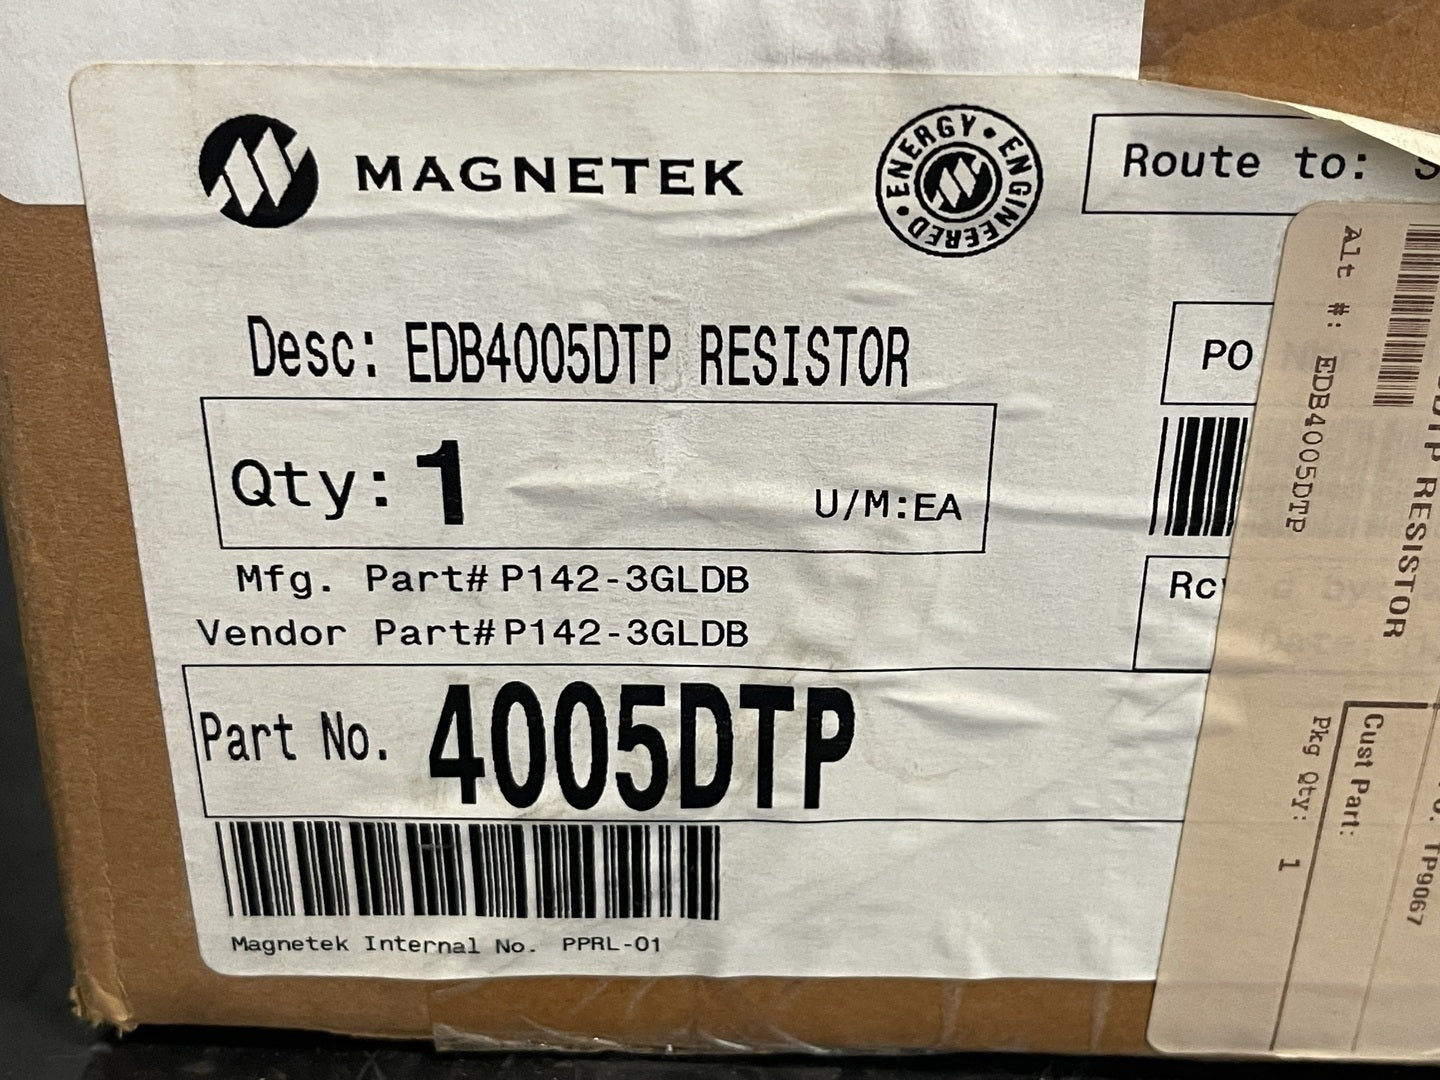 MAGNETEK
ENERGY • ENGINEERED •
Route to:
Desc: EDB4005DTP RESISTOR
PO
Qty: 1
U/M:EA
Mfg. Part# P142-3GLDB
Vendor Part# P142-3GLDB
Part No. 4005DTP
Magnetek Internal No. PPRL-01
Alt #: EDB4005DTP
RESISTOR
Pkg Qty: 1
Cust Part:
TP9067